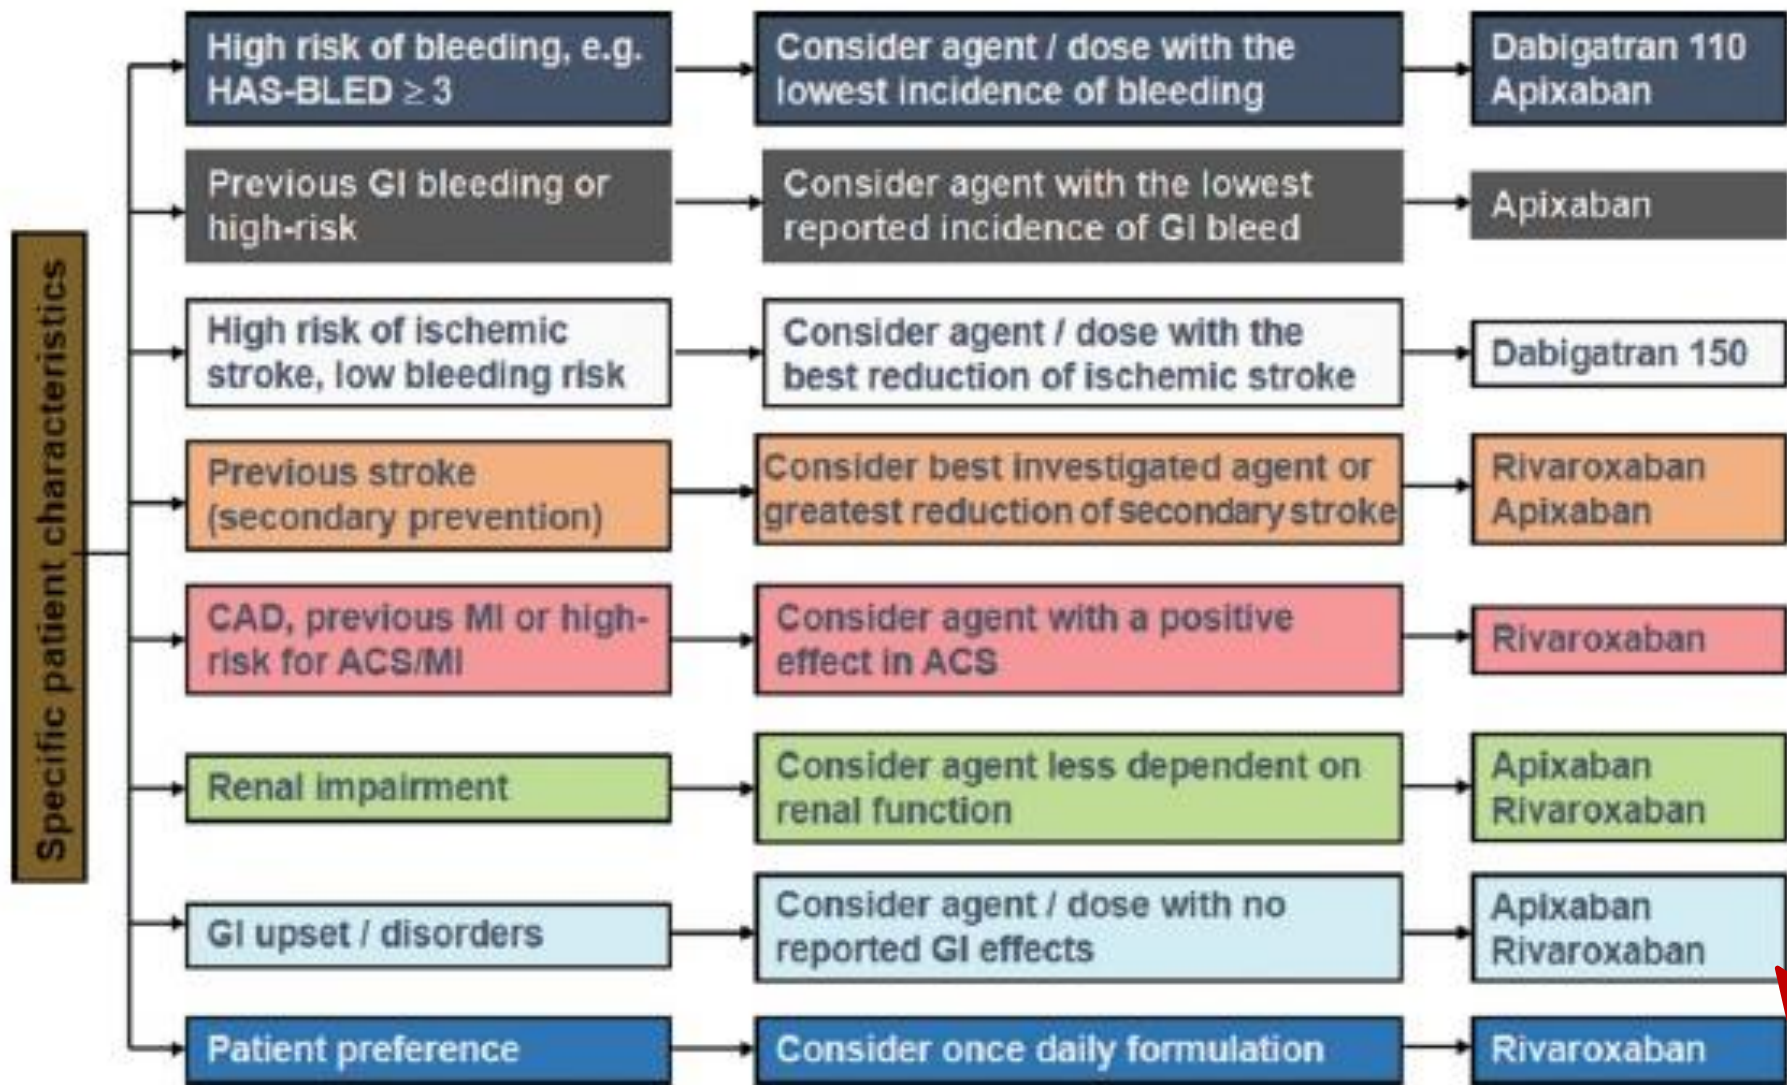 Specific patient characteristics
High risk of bleeding, e.g.
HAS-BLED ≥ 3
Consider agent / dose with the
lowest incidence of bleeding
Dabigatran 110
Apixaban
Previous GI bleeding or
high-risk
Consider agent with the lowest
reported incidence of GI bleed
Apixaban
High risk of ischemic
stroke, low bleeding risk
Consider agent / dose with the
best reduction of ischemic stroke
Dabigatran 150
Previous stroke
(secondary prevention)
Consider best investigated agent or
greatest reduction of secondary stroke
Rivaroxaban
Apixaban
CAD, previous MI or high-
risk for ACS/MI
Consider agent with a positive
effect in ACS
Rivaroxaban
Renal impairment
Consider agent less dependent on
renal function
Apixaban
Rivaroxaban
GI upset / disorders
Consider agent / dose with no
reported GI effects
Apixaban
Rivaroxaban
Patient preference
Consider once daily formulation
Rivaroxaban